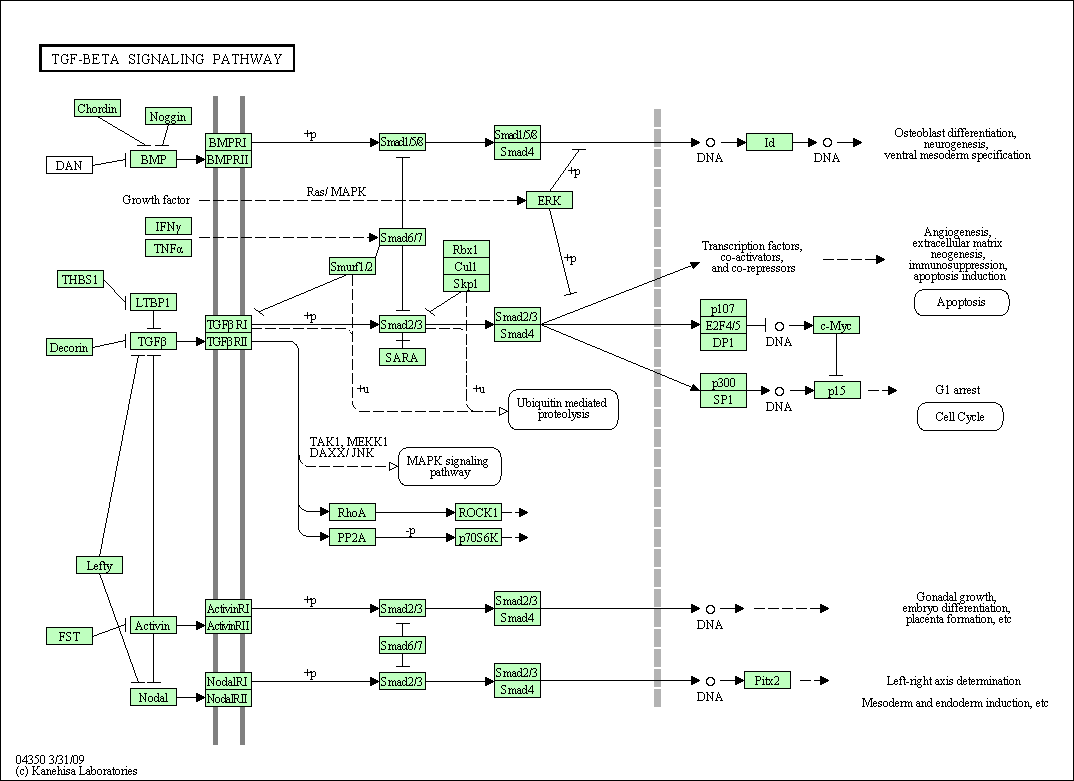 TGF-BETA SIGNALING PATHWAY
Chordin
Noggin
DAN
BMP
BMPRI
BMPRII
+p
Smad1/5/8
Smad1/5/8
Smad4
DNA
Id
DNA
Osteoblast differentiation,
neurogenesis,
ventral mesoderm specification
+p
Growth factor
Ras/ MAPK
ERK
IFNγ
TNFα
Smad6/7
Rbx1
Cul1
Skp1
Smurf1/2
+p
Transcription factors,
co-activators,
and co-repressors
Angiogenesis,
extracellular matrix
neogenesis,
immunosuppression,
apoptosis induction
Apoptosis
THBS1
LTBP1
Decorin
TGFβ
TGFβRI
TGFβRII
+p
Smad2/3
SARA
Smad2/3
Smad4
p107
E2F4/5
DP1
DNA
c-Myc
+u
+u
p300
SP1
DNA
p15
G1 arrest
Cell Cycle
Ubiquitin mediated
proteolysis
TAK1, MEKK1
DAXX/ JNK
MAPK signaling
pathway
RhoA
ROCK1
PP2A
-p
p70S6K
Lefty
FST
Activin
ActivinRI
ActivinRII
+p
Smad2/3
Smad2/3
Smad4
DNA
Gonadal growth,
embryo differentiation,
placenta formation, etc
Smad6/7
Nodal
NodalRI
NodalRII
+p
Smad2/3
Smad2/3
Smad4
DNA
Pitx2
Left-right axis determination
Mesoderm and endoderm induction, etc
04350 3/31/09
(c) Kanehisa Laboratories